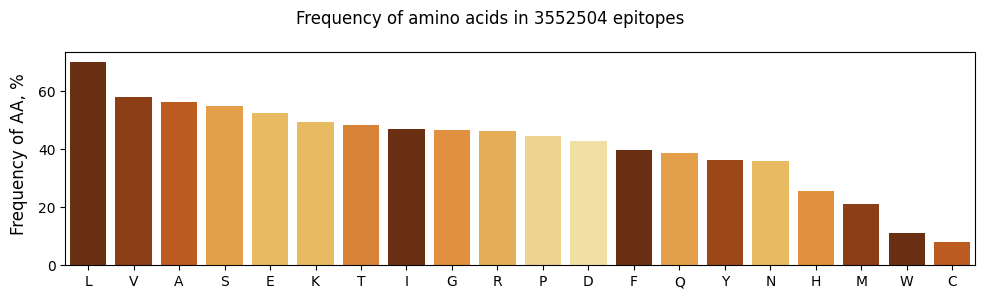 Frequency of amino acids in 3552504 epitopes
Frequency of AA, %
60
40
20
0
L V A S E K T I G R P D F Q Y N H M W C